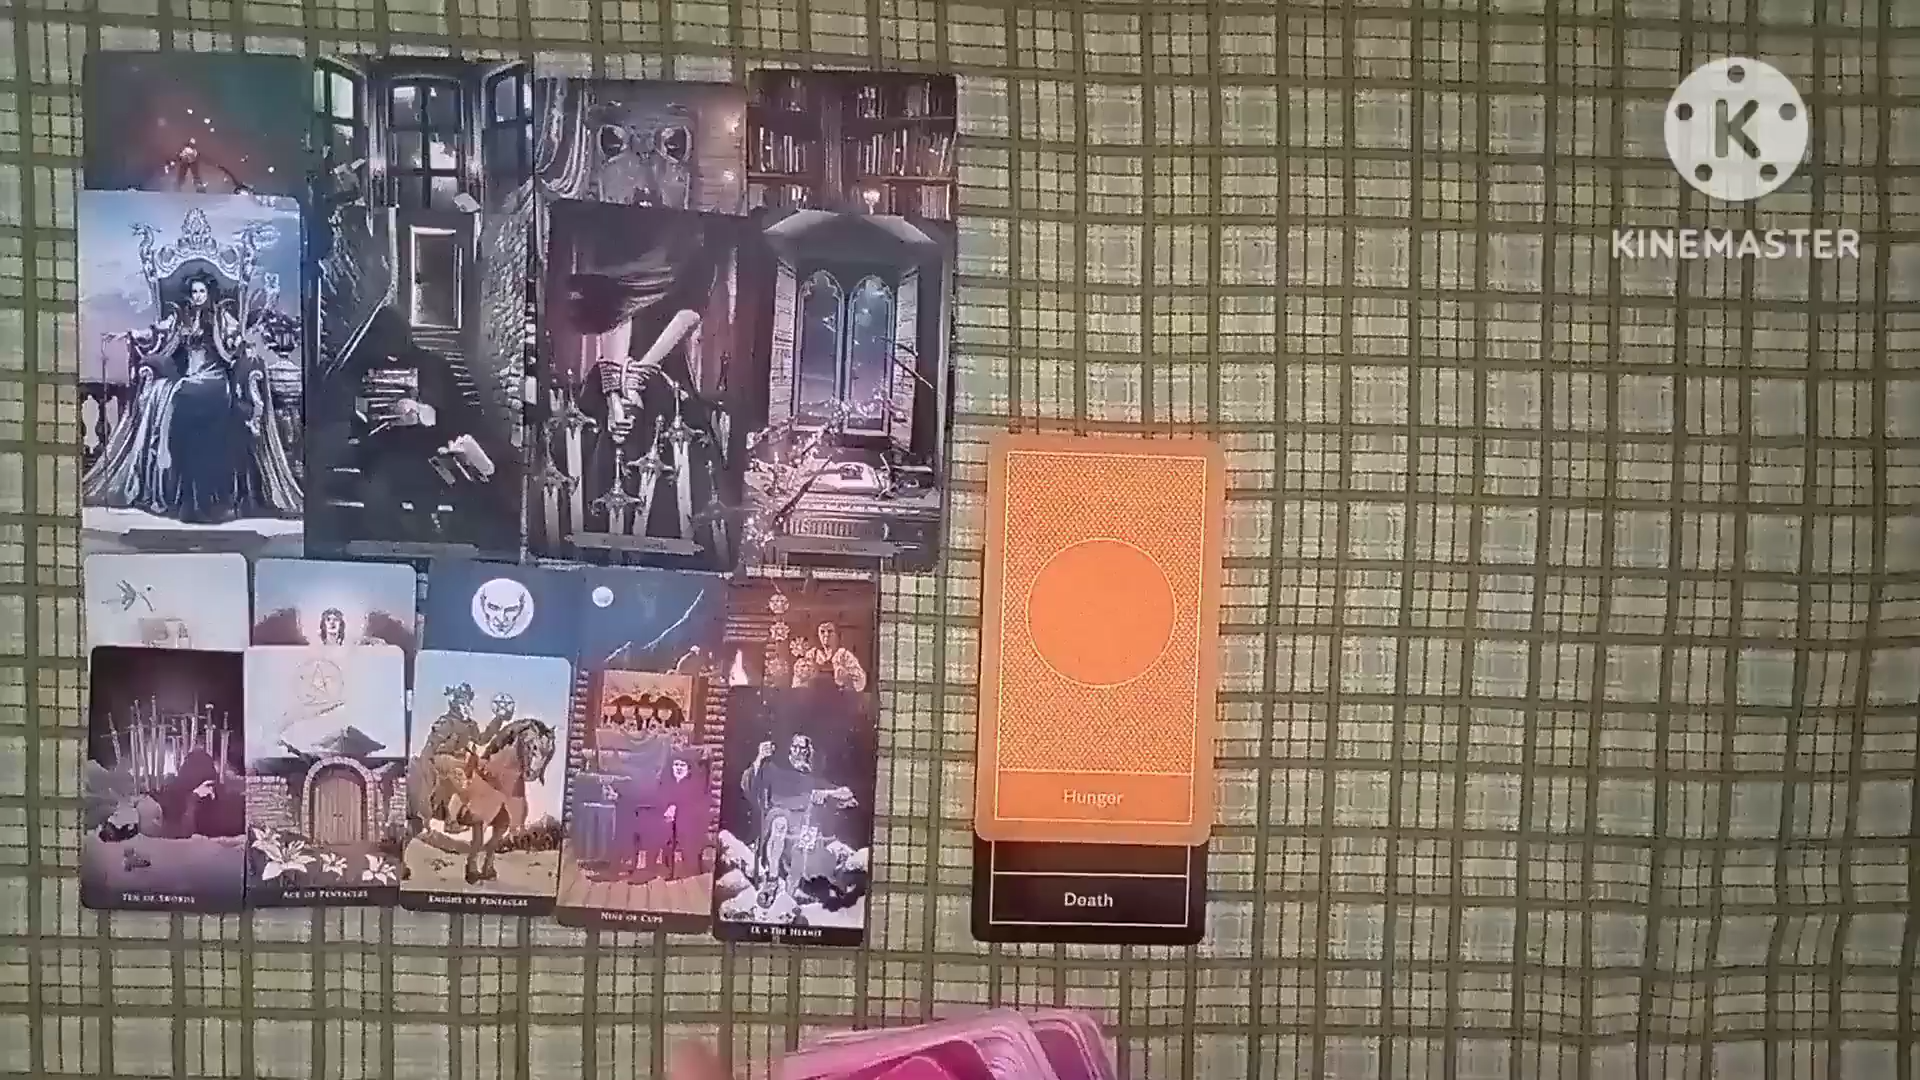 K
KINEMASTER
Hunger
Death
TEN OF SWORDS
ACE OF PENTACLES
KNIGHT OF PENTACLES
NINE OF CUPS
IX • THE HERMIT